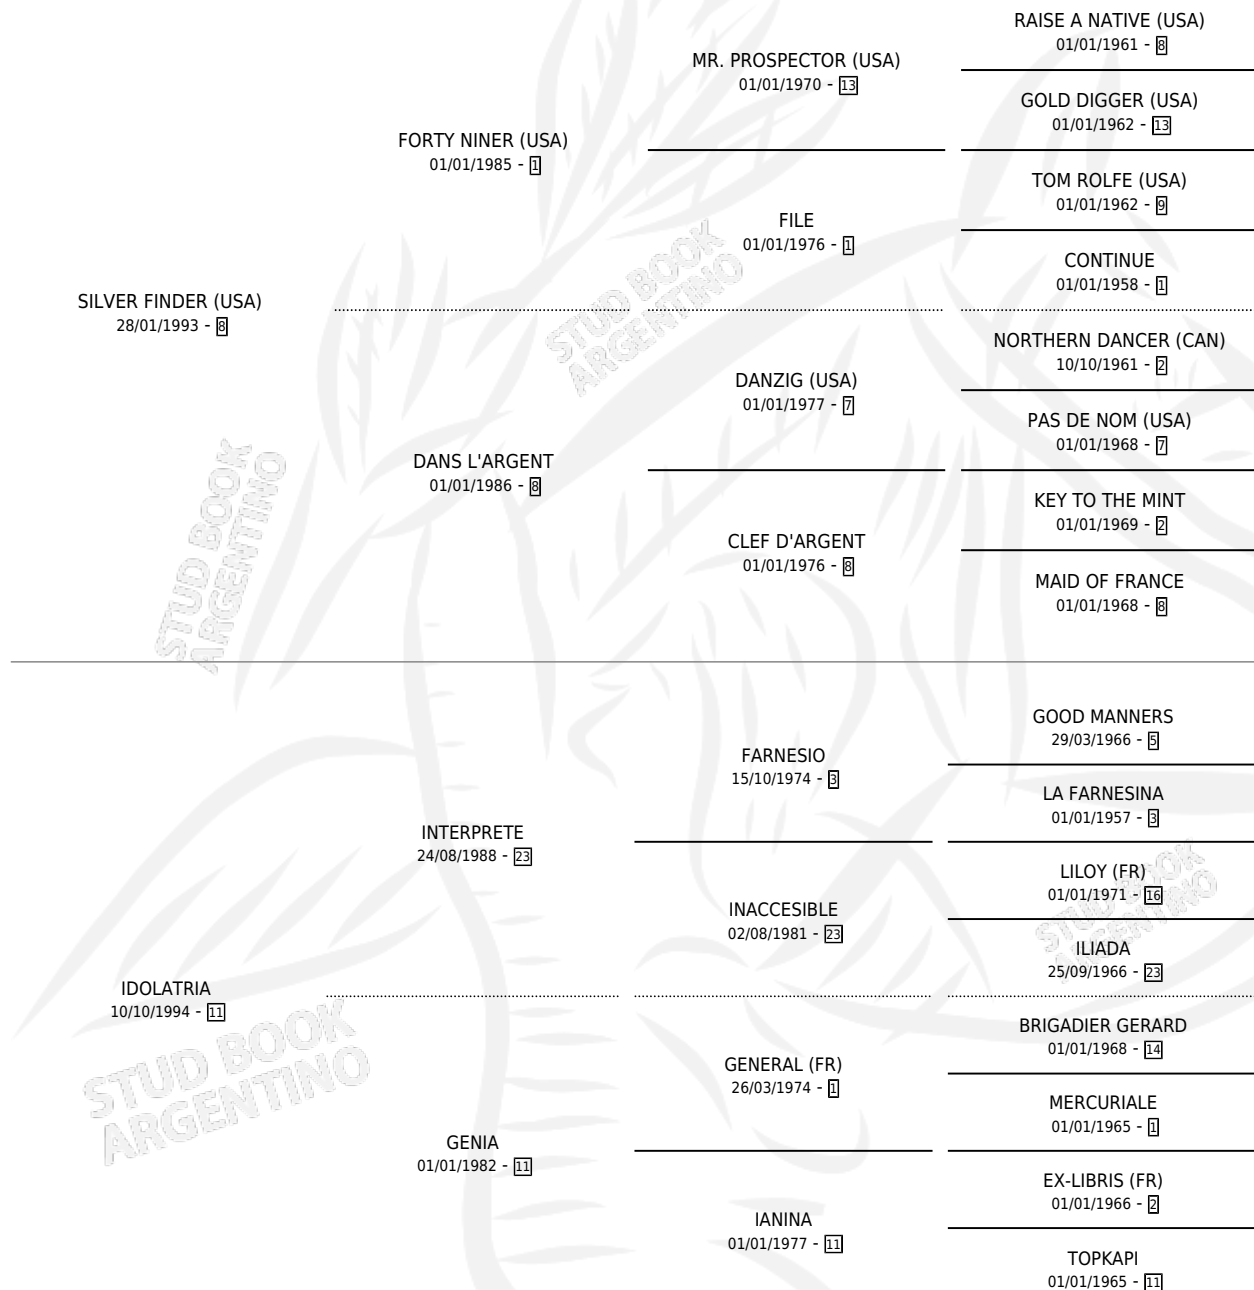 RAISE A NATIVE (USA)
01/01/1961 - 8
MR. PROSPECTOR (USA)
01/01/1970 - 13
GOLD DIGGER (USA)
01/01/1962 - 13
FORTY NINER (USA)
01/01/1985 - 1
TOM ROLFE (USA)
01/01/1962 - 9
FILE
01/01/1976 - 1
CONTINUE
01/01/1958 - 1
SILVER FINDER (USA)
28/01/1993 - 8
NORTHERN DANCER (CAN)
10/10/1961 - 2
DANZIG (USA)
01/01/1977 - 7
PAS DE NOM (USA)
01/01/1968 - 7
DANS L'ARGENT
01/01/1986 - 8
KEY TO THE MINT
01/01/1969 - 2
CLEF D'ARGENT
01/01/1976 - 8
MAID OF FRANCE
01/01/1968 - 8
GOOD MANNERS
29/03/1966 - 5
FARNESIO
15/10/1974 - 3
LA FARNESINA
01/01/1957 - 3
INTERPRETE
24/08/1988 - 23
LILOY (FR)
01/01/1971 - 16
INACCESIBLE
02/08/1981 - 23
ILIADA
25/09/1966 - 23
IDOLATRIA
10/10/1994 - 11
BRIGADIER GERARD
01/01/1968 - 14
GENERAL (FR)
26/03/1974 - 1
MERCURIALE
01/01/1965 - 1
GENIA
01/01/1982 - 11
EX-LIBRIS (FR)
01/01/1966 - 2
IANINA
01/01/1977 - 11
TOPKAPI
01/01/1965 - 11
STUD BOOK
ARGENTINO
STUD BOOK
ARGENTINO
STUD BOOK
ARGENTINO
STUD BOOK
ARGENTINO